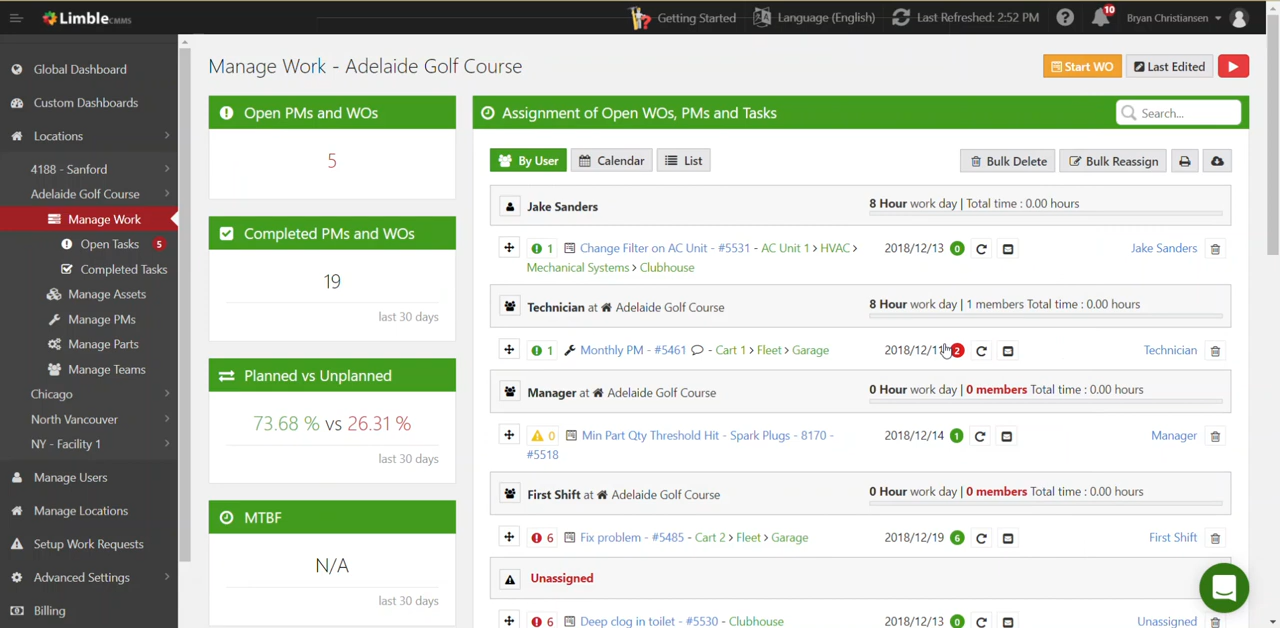 Limble CMMS
Getting Started
Language (English)
Last Refreshed: 2:52 PM
?
10
Bryan Christiansen
Global Dashboard
Custom Dashboards
Locations
4188 - Sanford
Adelaide Golf Course
Manage Work
Open Tasks 5
Completed Tasks
Manage Assets
Manage PMs
Manage Parts
Manage Teams
Chicago
North Vancouver
NY - Facility 1
Manage Users
Manage Locations
Setup Work Requests
Advanced Settings
Billing
Manage Work - Adelaide Golf Course
Start WO
Last Edited
Open PMs and WOs
5
Completed PMs and WOs
19
last 30 days
Planned vs Unplanned
73.68 % vs 26.31 %
last 30 days
MTBF
N/A
last 30 days
Assignment of Open WOs, PMs and Tasks
Search...
By User
Calendar
List
Bulk Delete
Bulk Reassign
Jake Sanders
8 Hour work day | Total time : 0.00 hours
1 Change Filter on AC Unit - #5531 - AC Unit 1 > HVAC >
Mechanical Systems > Clubhouse
2018/12/13 0
Jake Sanders
Technician at Adelaide Golf Course
8 Hour work day | 1 members Total time : 0.00 hours
1 Monthly PM - #5461 - Cart 1 > Fleet > Garage
2
Technician
Manager at Adelaide Golf Course
0 Hour work day | 0 members Total time : 0.00 hours
0 Min Part Qty Threshold Hit - Spark Plugs - 8170 -
#5518
2018/12/14 1
Manager
First Shift at Adelaide Golf Course
0 Hour work day | 0 members Total time : 0.00 hours
6 Fix problem - #5485 - Cart 2 > Fleet > Garage
2018/12/19 6
First Shift
Unassigned
6 Deep clog in toilet - #5530 - Clubhouse
2018/12/13 0
Unassigned